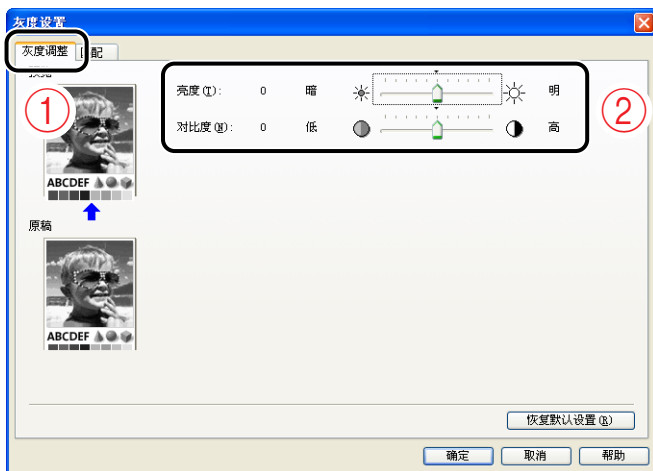 灰度设置
灰度调整 匹配
①
②
亮度(T): 0 暗 明
对比度(N): 0 低 高
ABCDEF
原稿
ABCDEF
恢复默认设置(R)
确定 取消 帮助